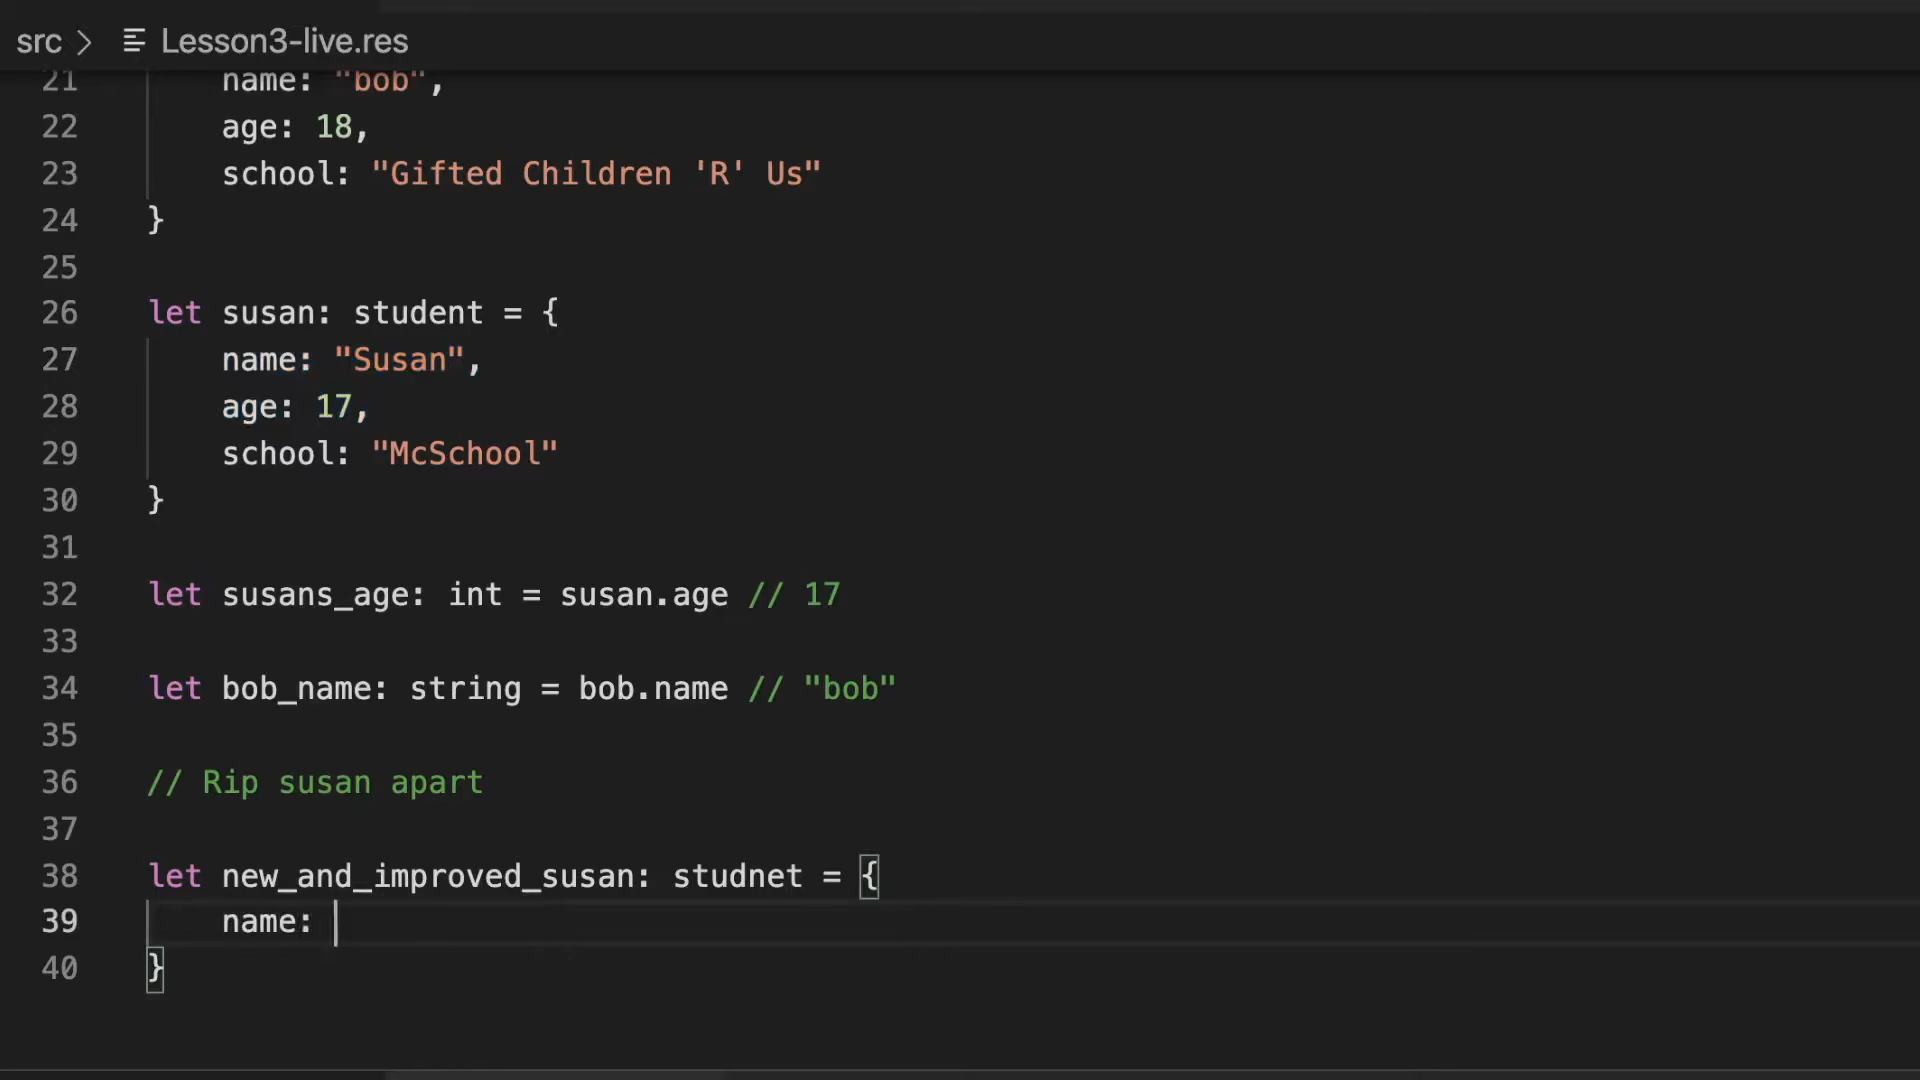 src > Lesson3-live.res
21 name: "bob",
22 age: 18,
23 school: "Gifted Children 'R' Us"
24 }
25
26 let susan: student = {
27 name: "Susan",
28 age: 17,
29 school: "McSchool"
30 }
31
32 let susans_age: int = susan.age // 17
33
34 let bob_name: string = bob.name // "bob"
35
36 // Rip susan apart
37
38 let new_and_improved_susan: studnet = {
39 name:
40 }